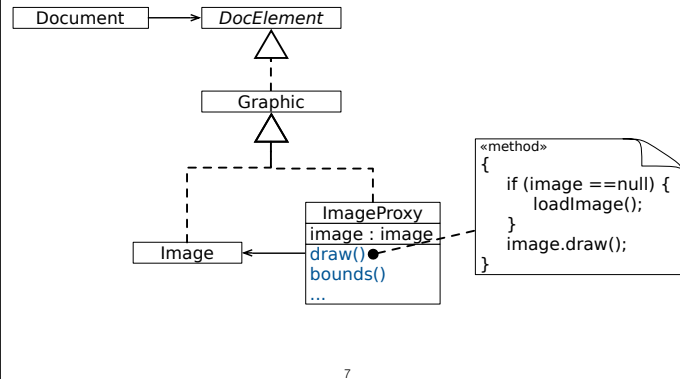 Document
DocElement
Graphic
Image
ImageProxy
image : image
draw()
bounds()
...
«method»
{
if (image ==null) {
loadImage();
}
image.draw();
}
7